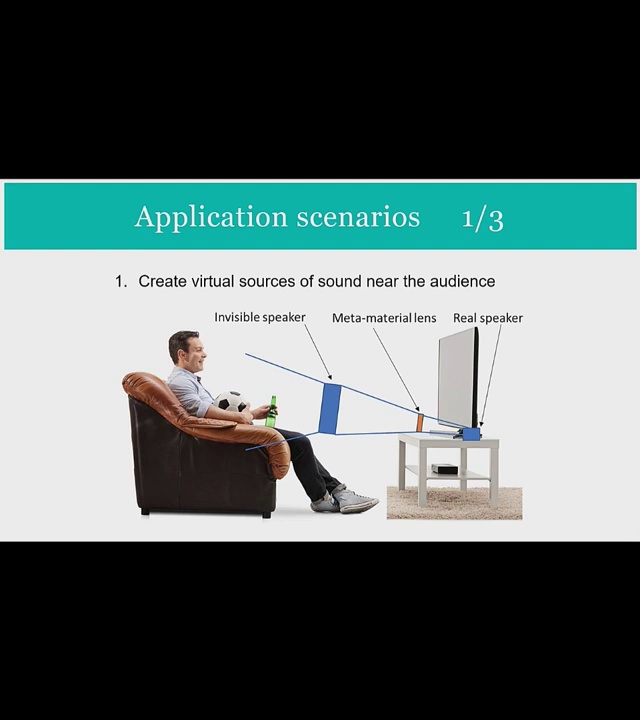 Application scenarios 1/3
1. Create virtual sources of sound near the audience
Invisible speaker Meta-material lens Real speaker